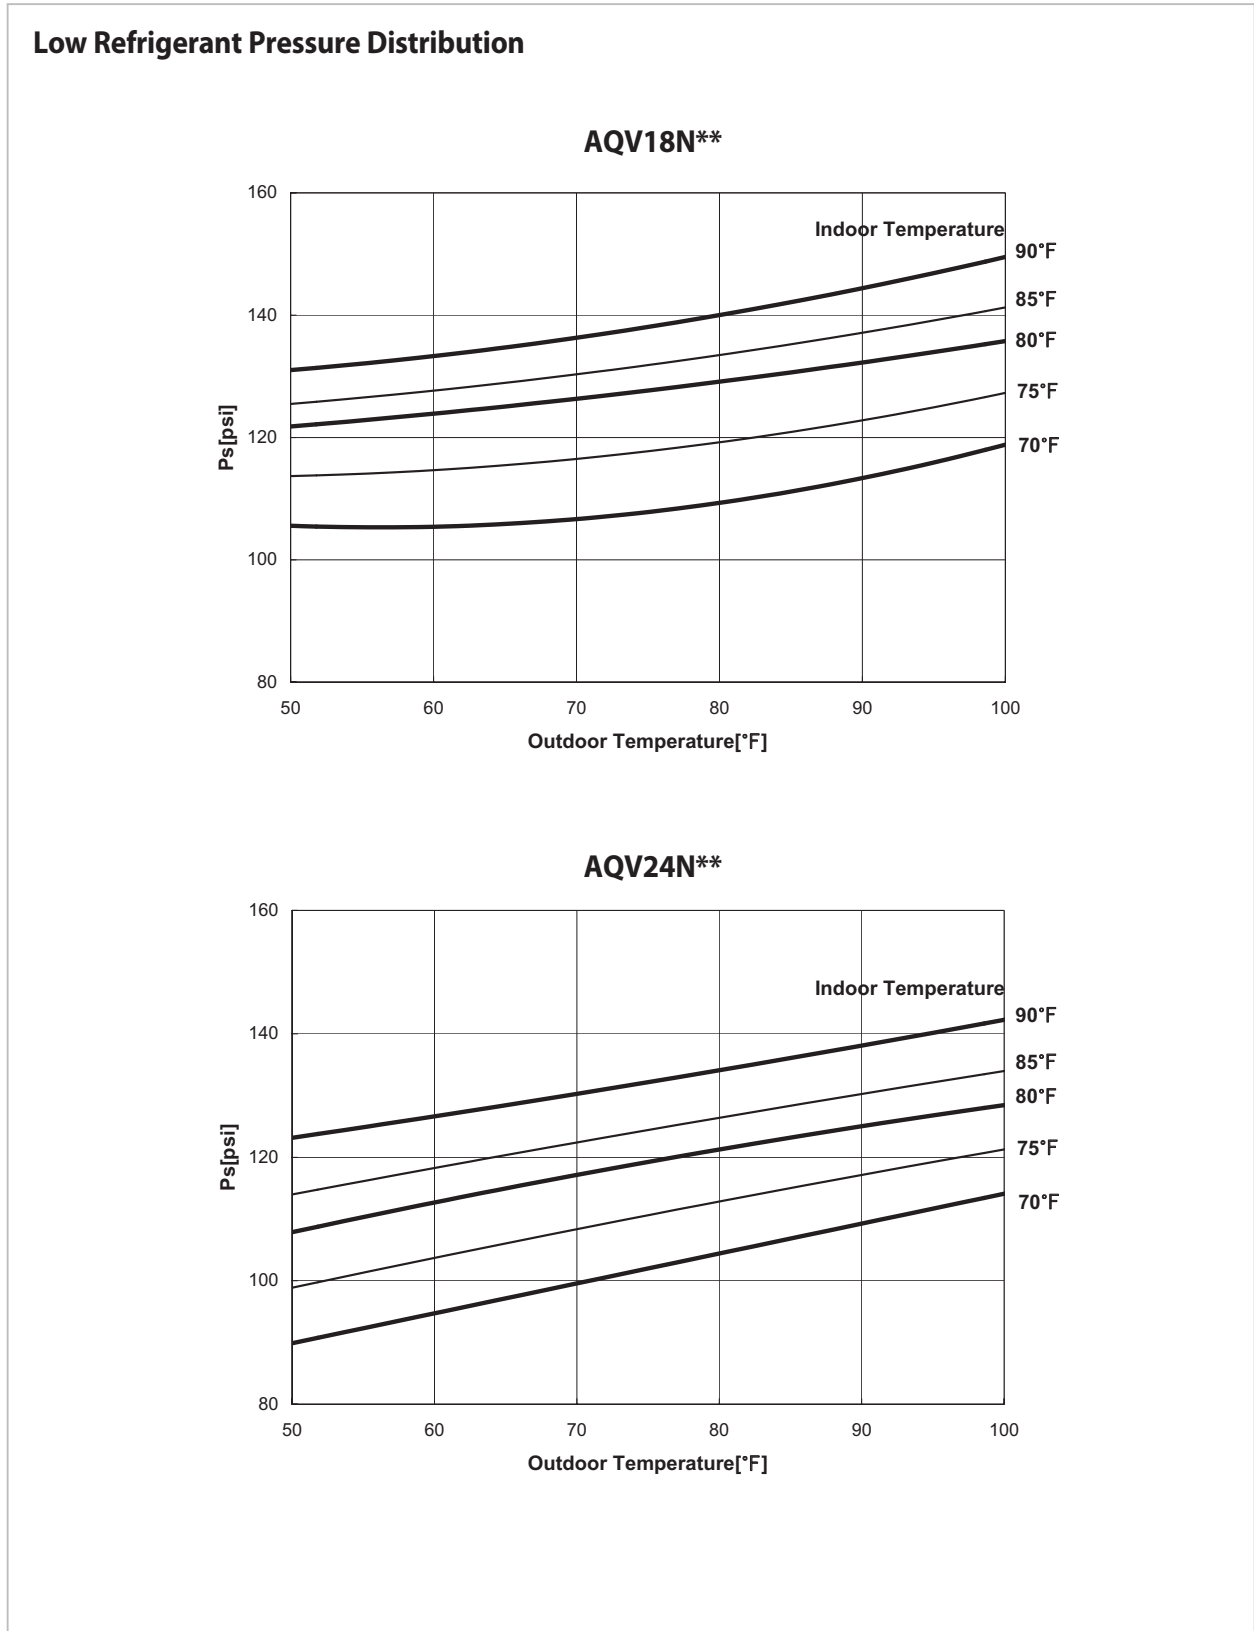 Low Refrigerant Pressure Distribution
AQV18N**
160
Indoor Temperature
90°F
85°F
140
80°F
75°F
120
70°F
Ps[psi]
100
80
50 60 70 80 90 100
Outdoor Temperature[°F]
AQV24N**
160
Indoor Temperature
90°F
140
85°F
80°F
120
75°F
70°F
Ps[psi]
100
80
50 60 70 80 90 100
Outdoor Temperature[°F]